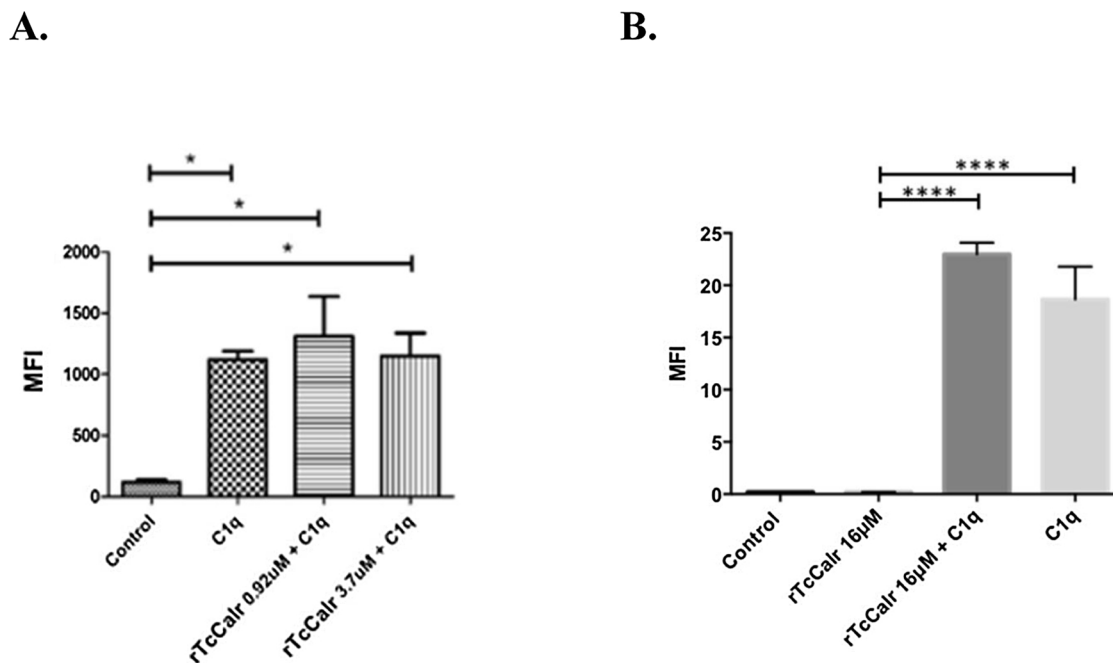 A.
B.
*
*
*
2000
1500
1000
500
0
MFI
Control
C1q
rTcCalr 0.92uM + C1q
rTcCalr 3.7uM + C1q
****
****
25
20
15
10
5
0
MFI
Control
rTcCalr 16µM
rTcCalr 16µM + C1q
C1q